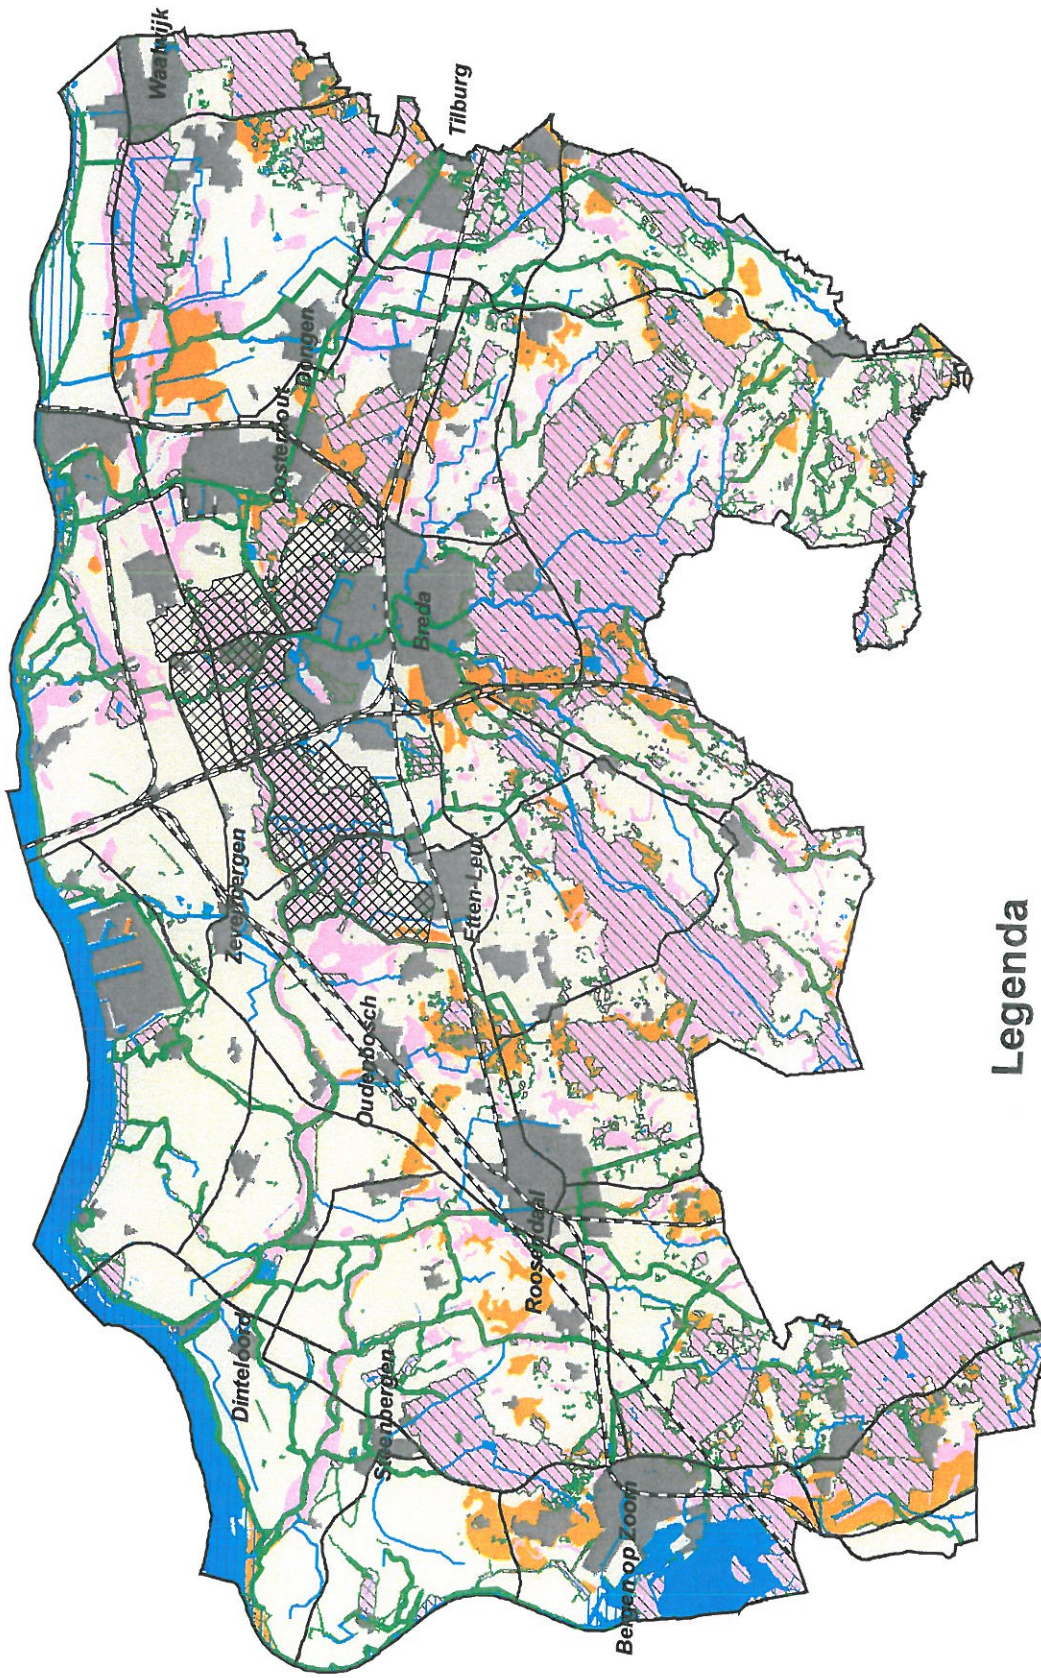 Waalwijk
Tilburg
Dongen
Oosterhout
Breda
Zevenbergen
Etten-Leur
Oudenbosch
Roosendaal
Dinteloord
Steenbergen
Bergen op Zoom
Legenda